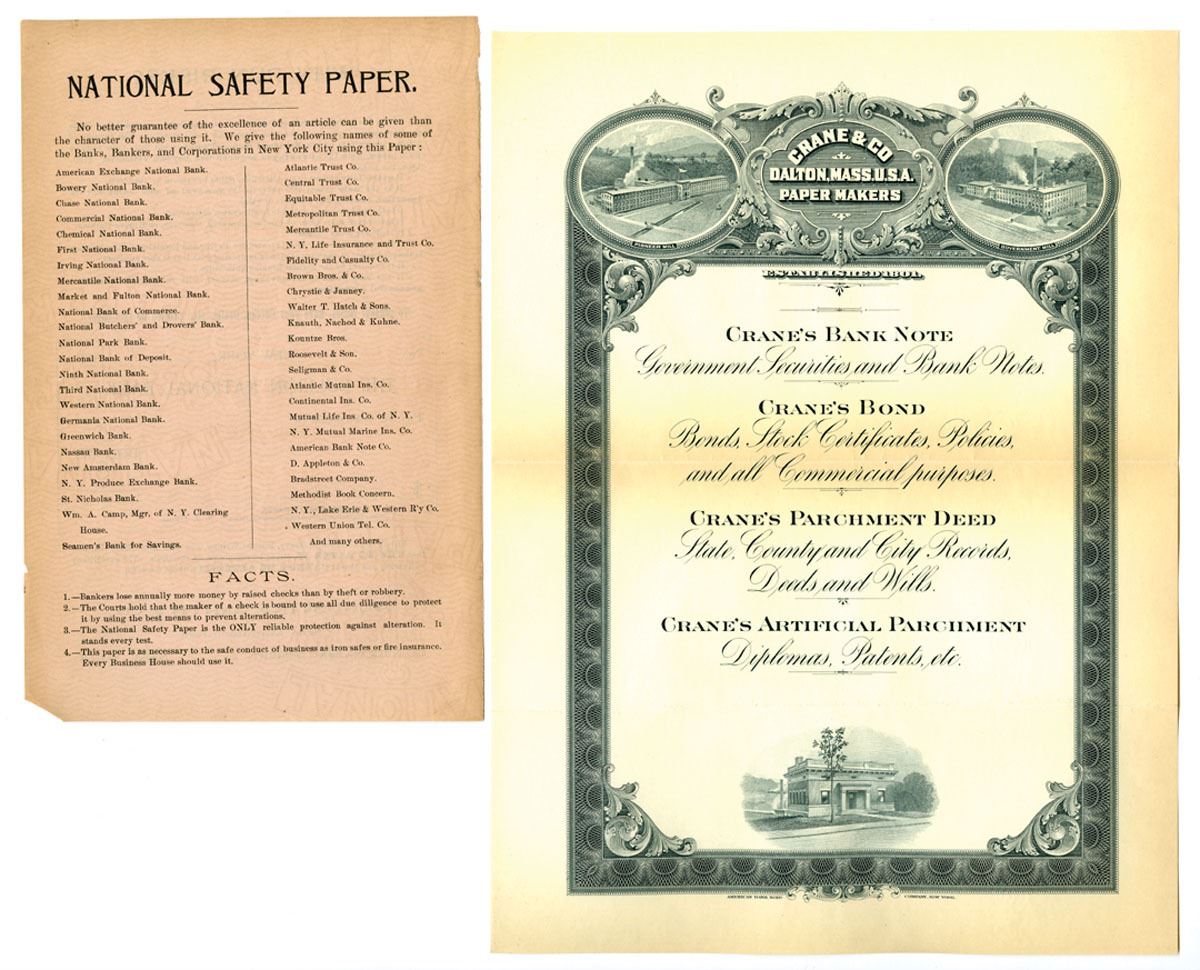 NATIONAL SAFETY PAPER.
No better guarantee of the excellence of an article can be given than
the character of those using it. We give the following names of some of
the Banks, Bankers, and Corporations in New York City using this Paper :
American Exchange National Bank.
Bowery National Bank.
Chase National Bank.
Commercial National Bank.
Chemical National Bank.
First National Bank.
Irving National Bank.
Mercantile National Bank.
Market and Fulton National Bank.
National Bank of Commerce.
National Butchers' and Drovers' Bank.
National Park Bank.
National Bank of Deposit.
Ninth National Bank.
Third National Bank.
Western National Bank.
Germania National Bank.
Greenwich Bank.
Nassau Bank.
New Amsterdam Bank.
N. Y. Produce Exchange Bank.
St. Nicholas Bank.
Wm. A. Camp, Mgr. of N. Y. Clearing
House.
Seamen's Bank for Savings.
Atlantic Trust Co.
Central Trust Co.
Equitable Trust Co.
Metropolitan Trust Co.
Mercantile Trust Co.
N. Y. Life Insurance and Trust Co.
Fidelity and Casualty Co.
Brown Bros. & Co.
Chrystie & Janney.
Walter T. Hatch & Sons.
Knauth, Nachod & Kuhne.
Kountze Bros.
Roosevelt & Son.
Seligman & Co.
Atlantic Mutual Ins. Co.
Continental Ins. Co.
Mutual Life Ins Co. of N. Y.
N. Y. Mutual Marine Ins. Co.
American Bank Note Co.
D. Appleton & Co.
Bradstreet Company.
Methodist Book Concern.
N. Y., Lake Erie & Western R'y Co.
Western Union Tel. Co.
And many others.
FACTS.
1.—Bankers lose annually more money by raised checks than by theft or robbery.
2.—The Courts hold that the maker of a check is bound to use all due diligence to protect
it by using the best means to prevent alterations.
3.—The National Safety Paper is the ONLY reliable protection against alteration. It
stands every test.
4.—This paper is as necessary to the safe conduct of business as iron safes or fire insurance.
Every Business House should use it.
CRANE & CO
DALTON, MASS. U.S.A.
PAPER MAKERS
PIONEER MILL
GOVERNMENT MILL
ESTABLISHED 1801.
CRANE'S BANK NOTE
Government Securities and Bank Notes.
CRANE'S BOND
Bonds, Stock Certificates, Policies,
and all Commercial purposes.
CRANE'S PARCHMENT DEED
State, County and City Records,
Deeds and Wills.
CRANE'S ARTIFICIAL PARCHMENT
Diplomas, Patents, etc.
AMERICAN BANK NOTE COMPANY, NEW YORK.